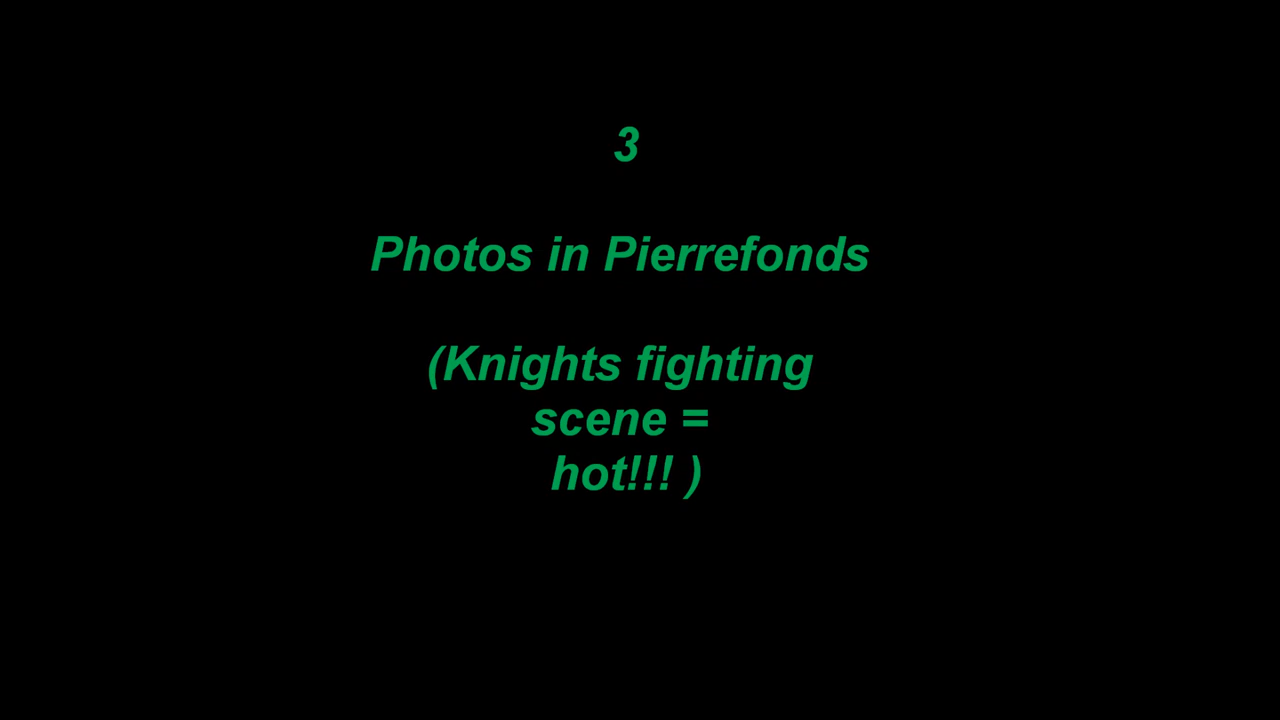 3
Photos in Pierrefonds
(Knights fighting
scene =
hot!!! )